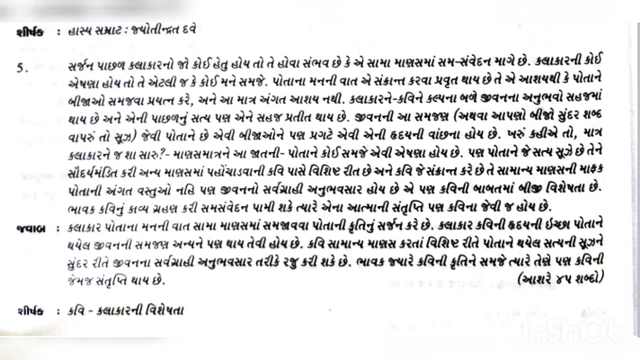 શીર્ષક : હાસ્ય સમ્રાટ : જ્યોતીન્દ્રત દવે
5. સર્જન પાછળ કલાકારનો જો કોઈ હેતુ હોય તો તે હોવા સંભવ છે કે એ સામા માણસમાં સમ-સંવેદન માગે છે. કલાકારની કોઈ
એષણા હોય તો તે એટલી જ કે કોઈ મને સમજે. પોતાના મનની વાત એ સંક્રાન્ત કરવા પ્રવૃત થાય છે તે એ આશયથી કે પોતાને
બીજાઓ સમજવા પ્રયત્ન કરે, અને આ માત્ર અંગત આશય થતી. કલાકારને-કવિને કલ્પના બળે જીવનના અનુભવો સહજમાં
થાય છે અને એની પાછળનું સત્ય પણ એને સહજ પ્રતીત થાય છે. જીવનની આ સમજણ (અથવા આપણો બીજો સુંદર શબ્દ
વાપરું તો સૂઝ) જેવી પોતાને છે એવી બીજાઓને પણ પ્રગટે એવી એની હૃદયની વાંછના હોય છે. ખરું કહીએ તો, માત્ર
કલાકારને જ શા સારુ?- માણસમાત્રને આ જાતની- પોતાને કોઈ સમજે એવી એષણા હોય છે. પણ પોતાને જે સત્ય સૂઝે છે તેને
સૌદર્યમંડિત કરી અન્ય માણસમાં પહોંચાડવાની કવિ પાસે વિશિષ્ટ રીત છે અને કવિ જે સંક્રાન્ત કરે છે તે સામાન્ય માણસની માફક
પોતાની અંગત વસ્તુઓ નહિ પણ જીવનનો સર્વગ્રાહી અનુભવસાર હોય છે એ પણ કવિની બાબતમાં બીજી વિશેષતા છે.
ભાવક કવિનું કાવ્ય ગ્રહણ કરી સમસંવેદન પામી શકે ત્યારે એના આત્માની સંતૃપ્તિ પણ કવિના જેવી જ હોય છે.
જવાબ : કલાકાર પોતાના મનની વાત સામા માણસમાં સમજાવવા પોતાની કૃતિનું સર્જન કરે છે. કલાકાર કવિની હૃદયની ઇચ્છા પોતાને
થયેલ જીવનની સમજણ અન્યને પણ થાય તેવી હોય છે. કવિ સામાન્ય માણસ કરતાં વિશિષ્ટ રીતે પોતાને થયેલ સત્યની સૂઝને
સુંદર રીતે જીવનના સર્વગ્રાહી અનુભવસાર તરીકે રજુ કરી શકે છે. ભાવક જ્યારે કવિની કૃતિને સમજે ત્યારે તેણે પણ કવિની
જેમજ સંતૃપ્તિ થાય છે. (આશરે ૪૫ શબ્દો)
શીર્ષક : કવિ - કલાકારની વિશેષતા